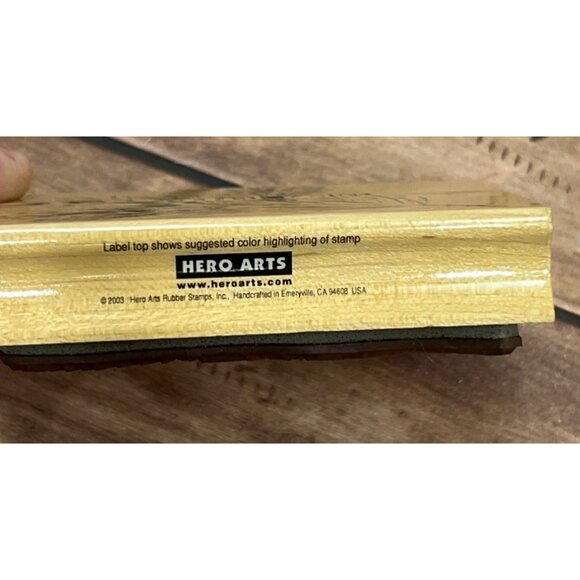 Label top shows suggested color highlighting of stamp
HERO ARTS
www.heroarts.com
© 2003 Hero Arts Rubber Stamps, Inc., Handcrafted in Emeryville, CA 94608 USA